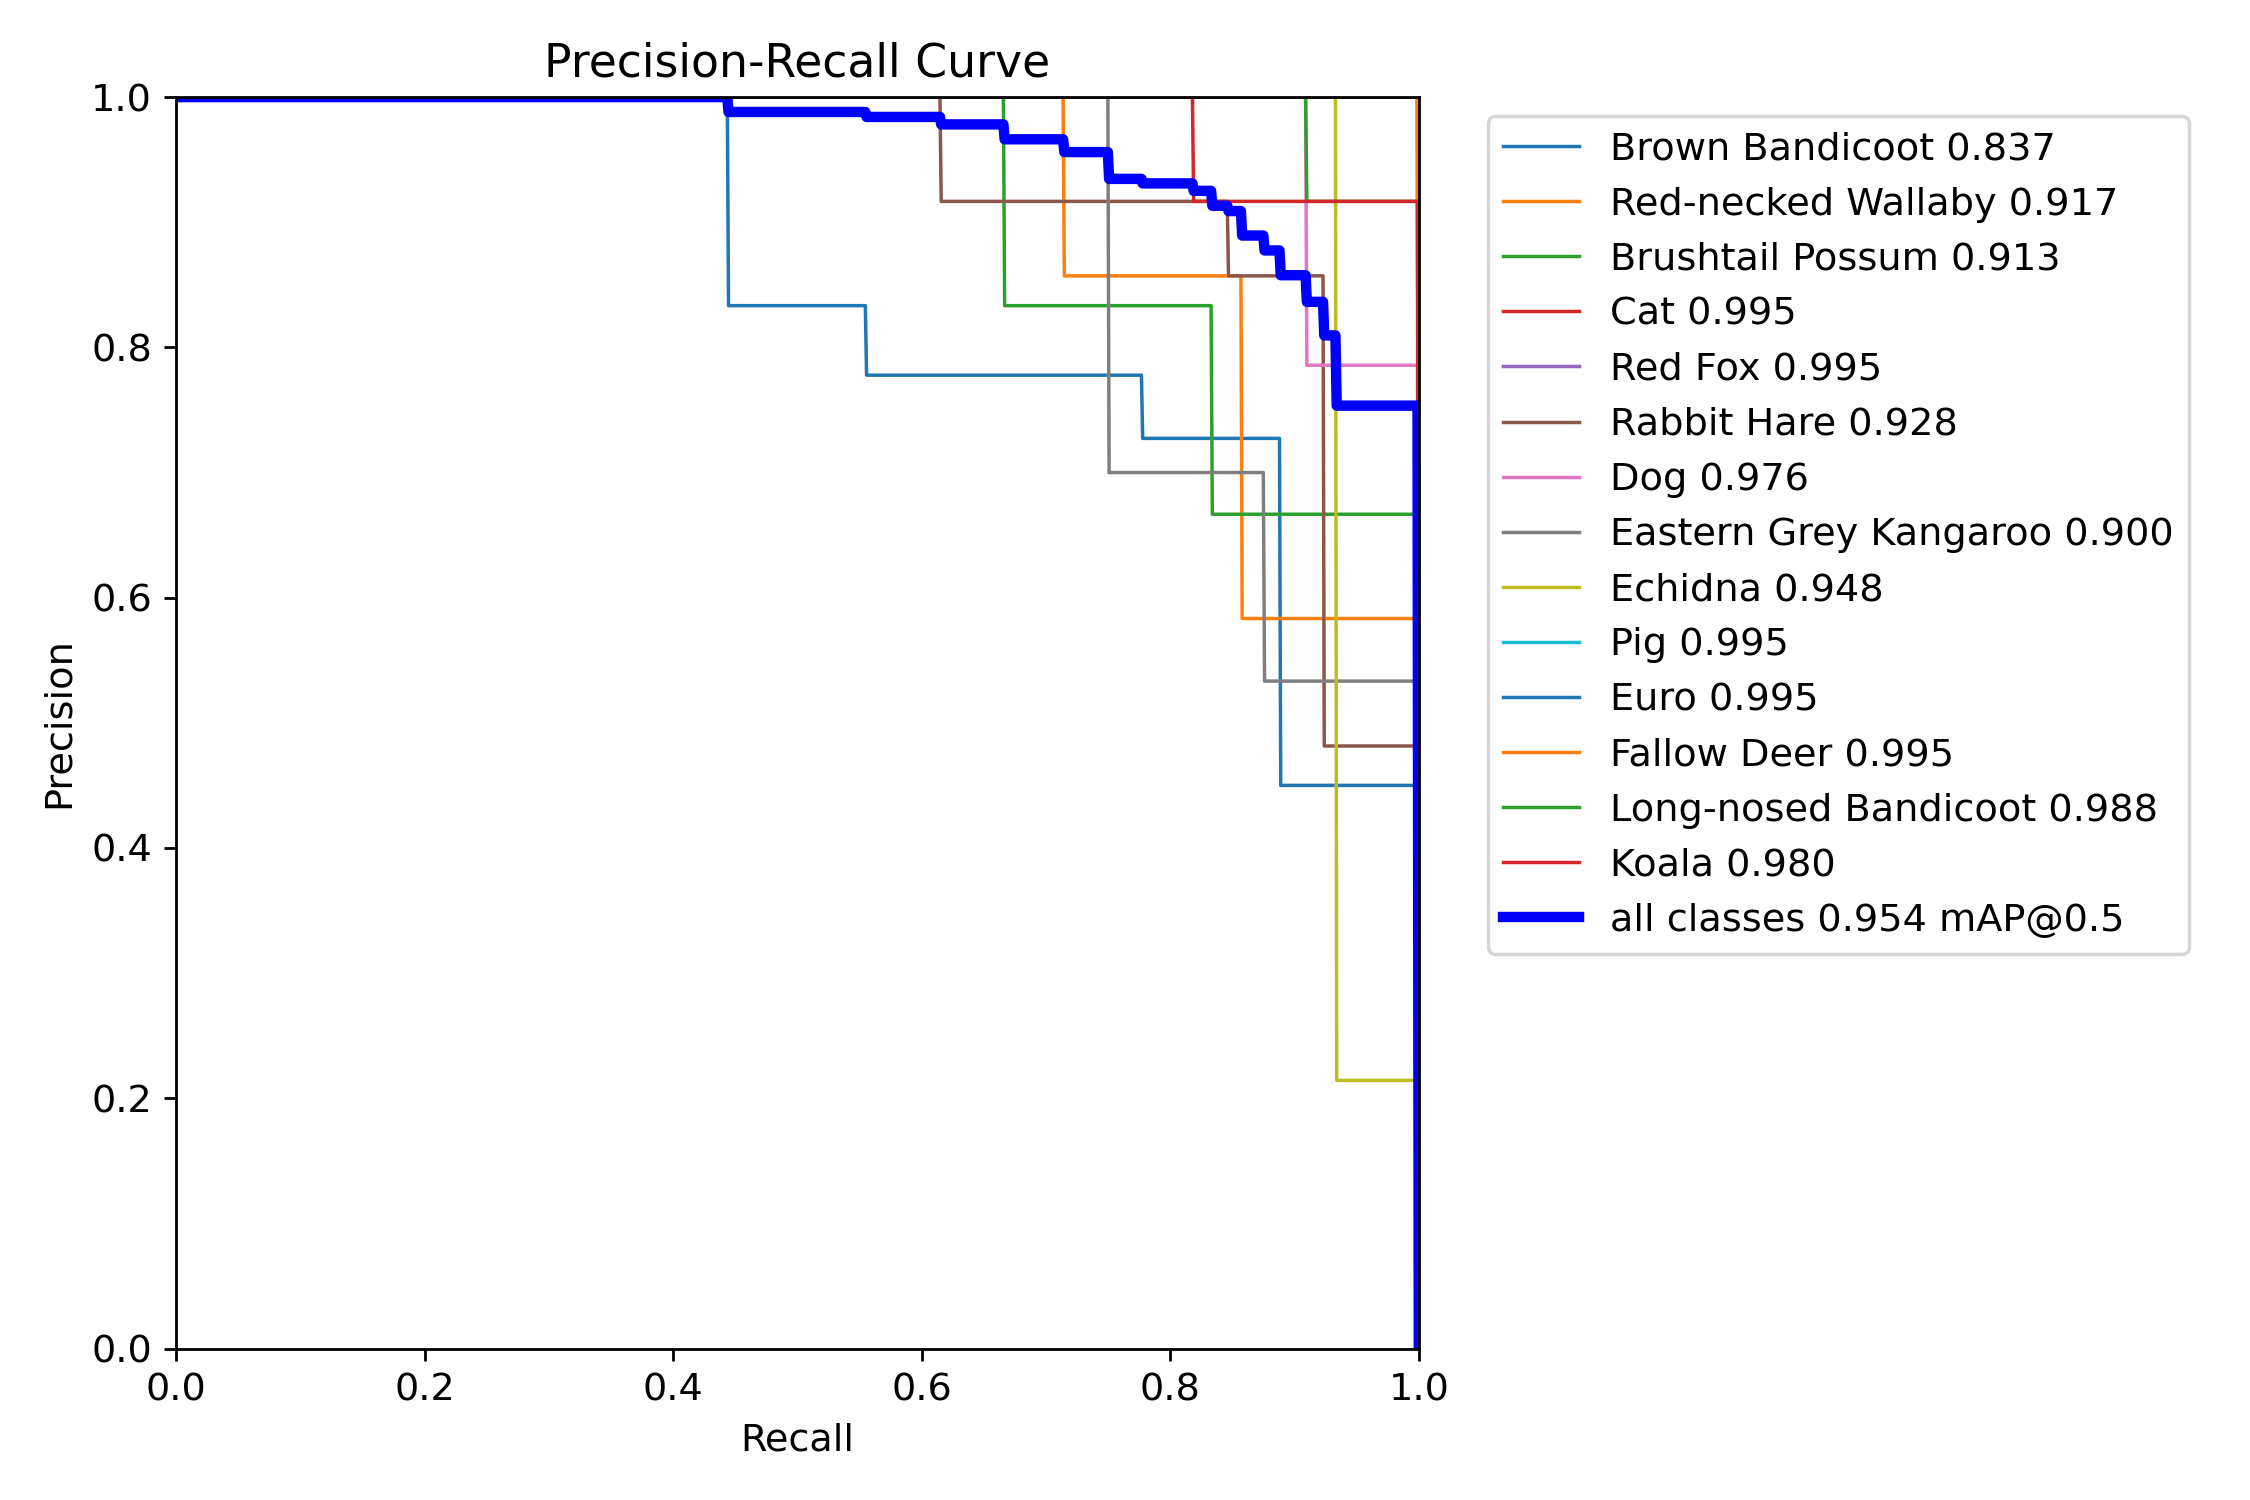 Precision-Recall Curve
1.0
0.8
0.6
0.4
0.2
0.0
Precision
0.0 0.2 0.4 0.6 0.8 1.0
Recall
Brown Bandicoot 0.837
Red-necked Wallaby 0.917
Brushtail Possum 0.913
Cat 0.995
Red Fox 0.995
Rabbit Hare 0.928
Dog 0.976
Eastern Grey Kangaroo 0.900
Echidna 0.948
Pig 0.995
Euro 0.995
Fallow Deer 0.995
Long-nosed Bandicoot 0.988
Koala 0.980
all classes 0.954 mAP@0.5